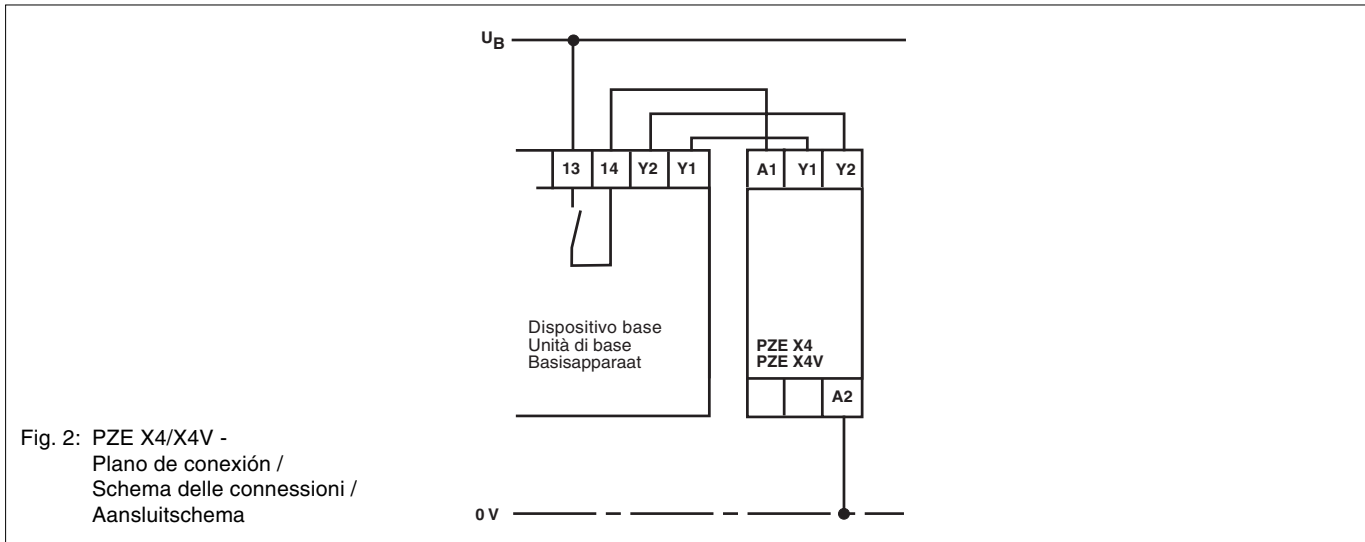 U_B
13 14 Y2 Y1
A1 Y1 Y2
Dispositivo base
Unità di base
Basisapparaat
PZE X4
PZE X4V
A2
Fig. 2: PZE X4/X4V -
Plano de conexión /
Schema delle connessioni /
Aansluitschema
0 V